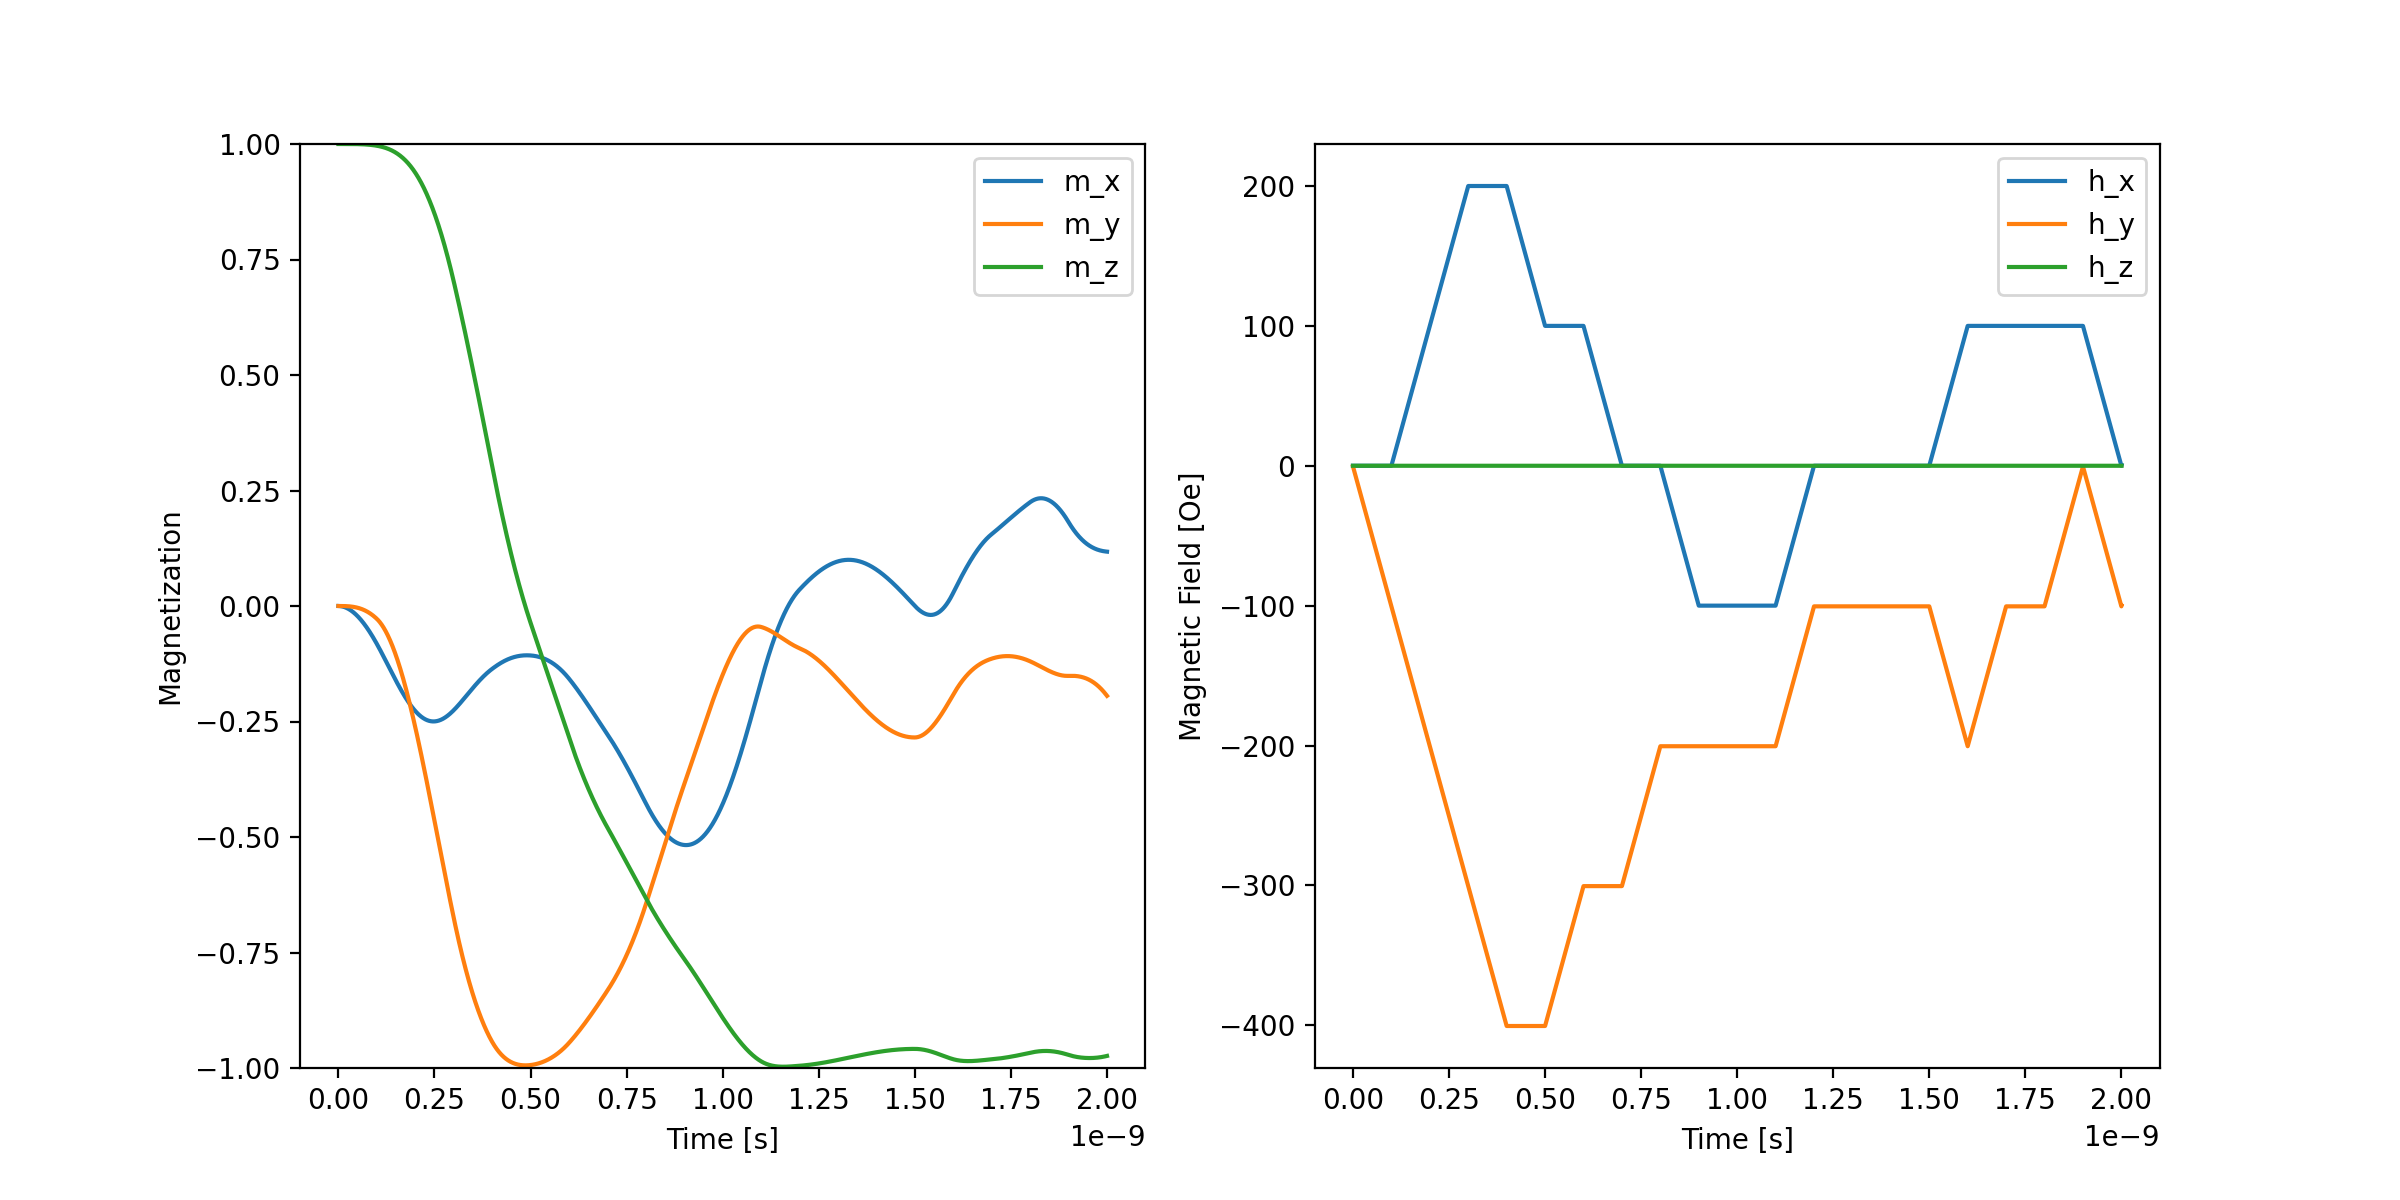 1.00
0.75
0.50
0.25
0.00
−0.25
−0.50
−0.75
−1.00
Magnetization
0.00 0.25 0.50 0.75 1.00 1.25 1.50 1.75 2.00
Time [s]
1e−9
m_x
m_y
m_z
200
100
0
−100
−200
−300
−400
Magnetic Field [Oe]
0.00 0.25 0.50 0.75 1.00 1.25 1.50 1.75 2.00
Time [s]
1e−9
h_x
h_y
h_z